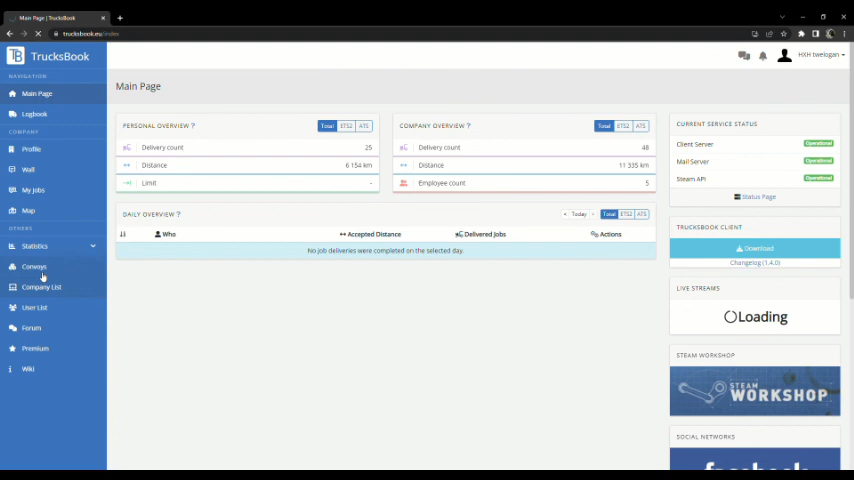 Main Page | TrucksBook
trucksbook.eu/index
TB TrucksBook
HXH twelogan
NAVIGATION
Main Page
Logbook
COMPANY
Profile
Wall
My Jobs
Map
OTHERS
Statistics
Convoys
Company List
User List
Forum
Premium
Wiki
Main Page
PERSONAL OVERVIEW ?
Total ETS2 ATS
Delivery count 25
Distance 6 154 km
Limit -
COMPANY OVERVIEW ?
Total ETS2 ATS
Delivery count 48
Distance 11 335 km
Employee count 5
DAILY OVERVIEW ?
< Today > Total ETS2 ATS
Who Accepted Distance Delivered Jobs Actions
No job deliveries were completed on the selected day.
CURRENT SERVICE STATUS
Client Server Operational
Mail Server Operational
Steam API Operational
Status Page
TRUCKSBOOK CLIENT
Download
Changelog (1.4.0)
LIVE STREAMS
Loading
STEAM WORKSHOP
STEAM
WORKSHOP
SOCIAL NETWORKS
facebook